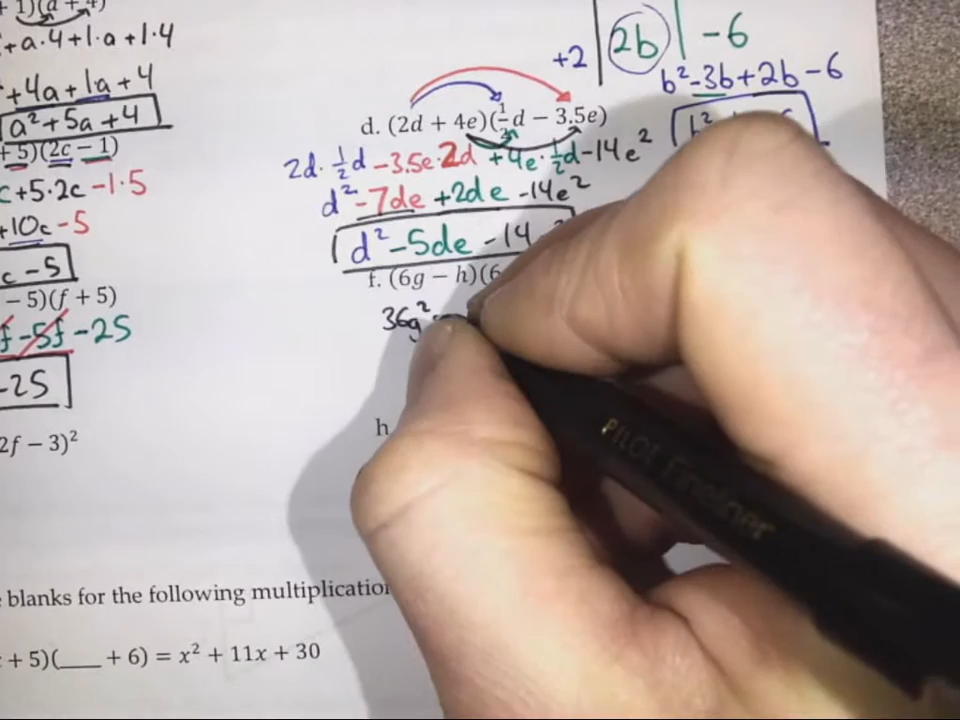 + 1)(a + 4)
+a·4+1·a+1·4
+4a+1a+4
a²+5a+4
+ 5)(2c − 1)
c+5·2c-1·5
+10c-5
c-5
− 5)(f + 5)
f-5f-25
-25
2f − 3)²
+2 2b -6
b²-3b+2b-6
d. (2d + 4e)(½d − 3.5e)
2d·½d-3.5e·2d+4e·½d-14e²
d²-7de+2de-14e²
d²-5de-14
f. (6g − h)(6
36g²
h
PILOT Fineliner
blanks for the following multiplication
+ 5)(___ + 6) = x² + 11x + 30